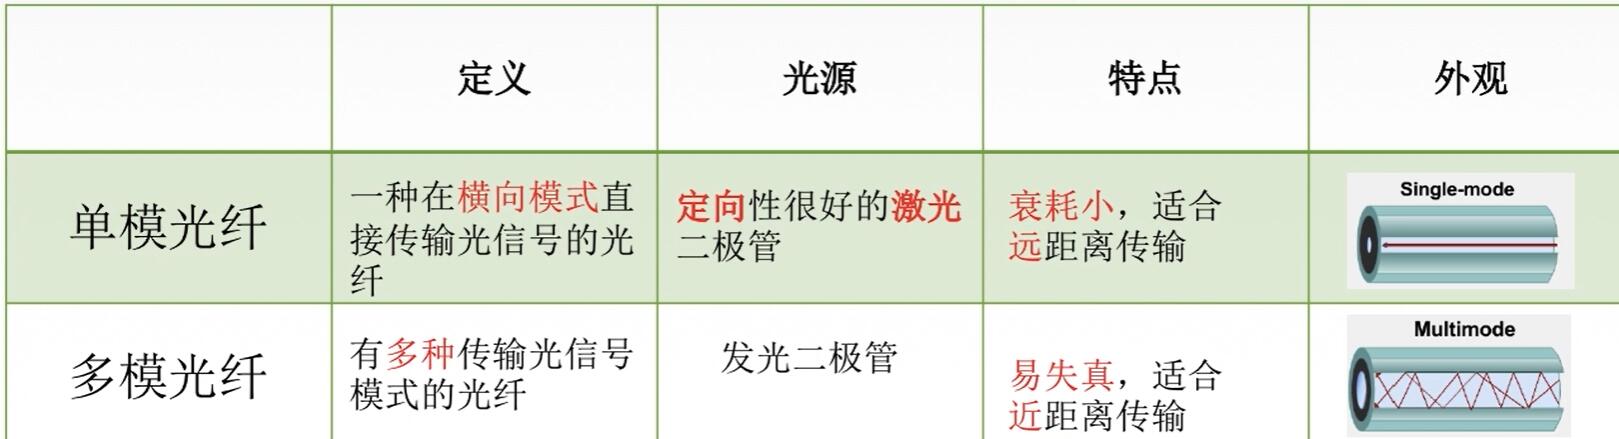 定义
光源
特点
外观
单模光纤
一种在横向模式直
接传输光信号的光
纤
定向性很好的激光
二极管
衰耗小，适合
远距离传输
Single-mode
多模光纤
有多种传输光信号
模式的光纤
发光二极管
易失真，适合
近距离传输
Multimode